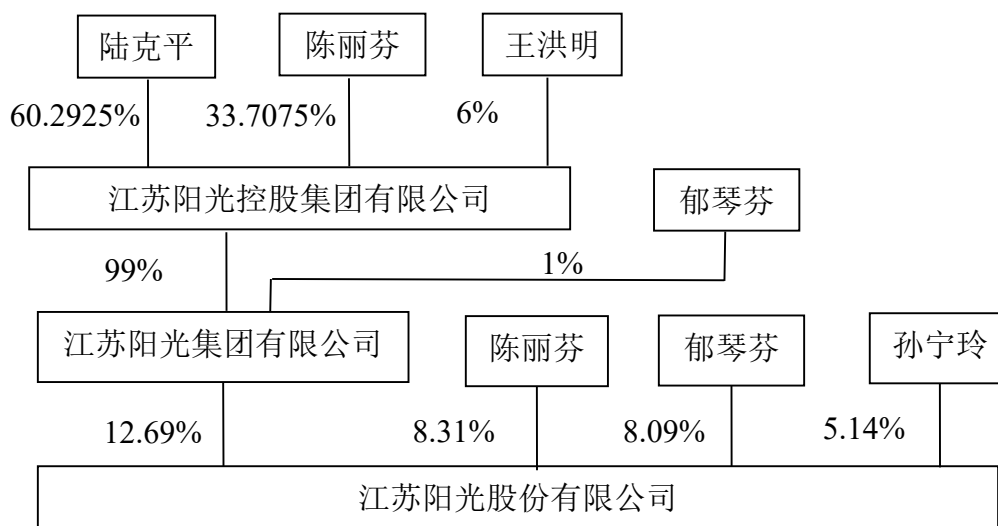 陆克平 陈丽芬 王洪明
60.2925% 33.7075% 6%
江苏阳光控股集团有限公司 郁琴芬
99% 1%
江苏阳光集团有限公司 陈丽芬 郁琴芬 孙宁玲
12.69% 8.31% 8.09% 5.14%
江苏阳光股份有限公司